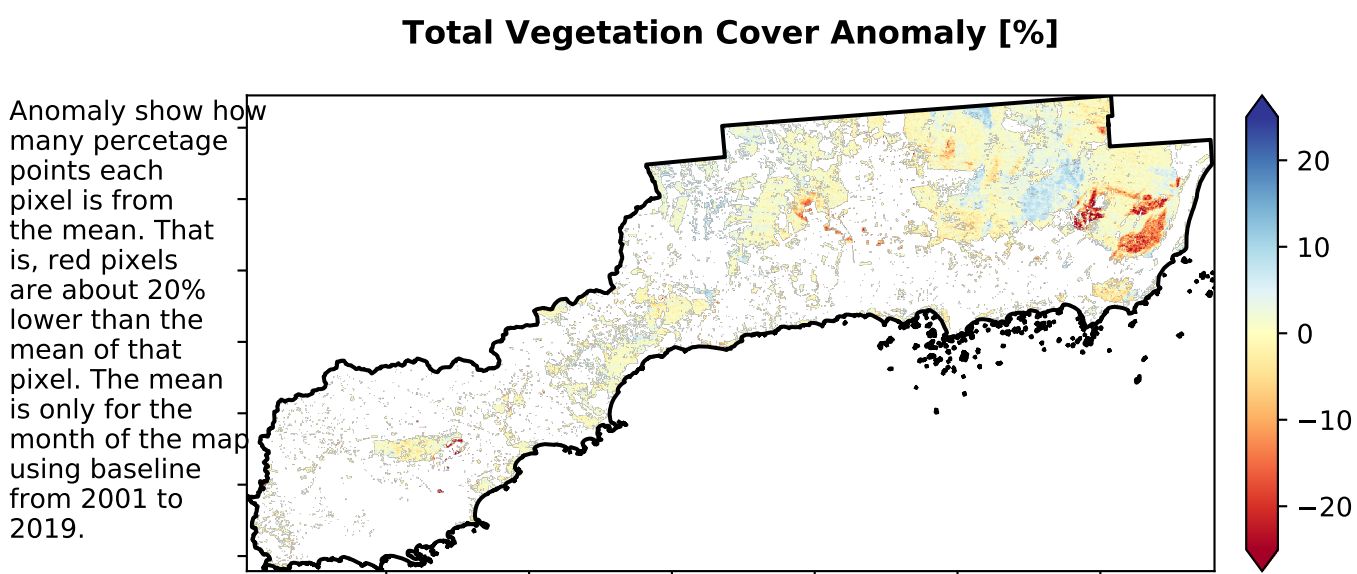 Total Vegetation Cover Anomaly [%]
Anomaly show how
many percetage
points each
pixel is from
the mean. That
is, red pixels
are about 20%
lower than the
mean of that
pixel. The mean
is only for the
month of the map
using baseline
from 2001 to
2019.
20
10
0
−10
−20